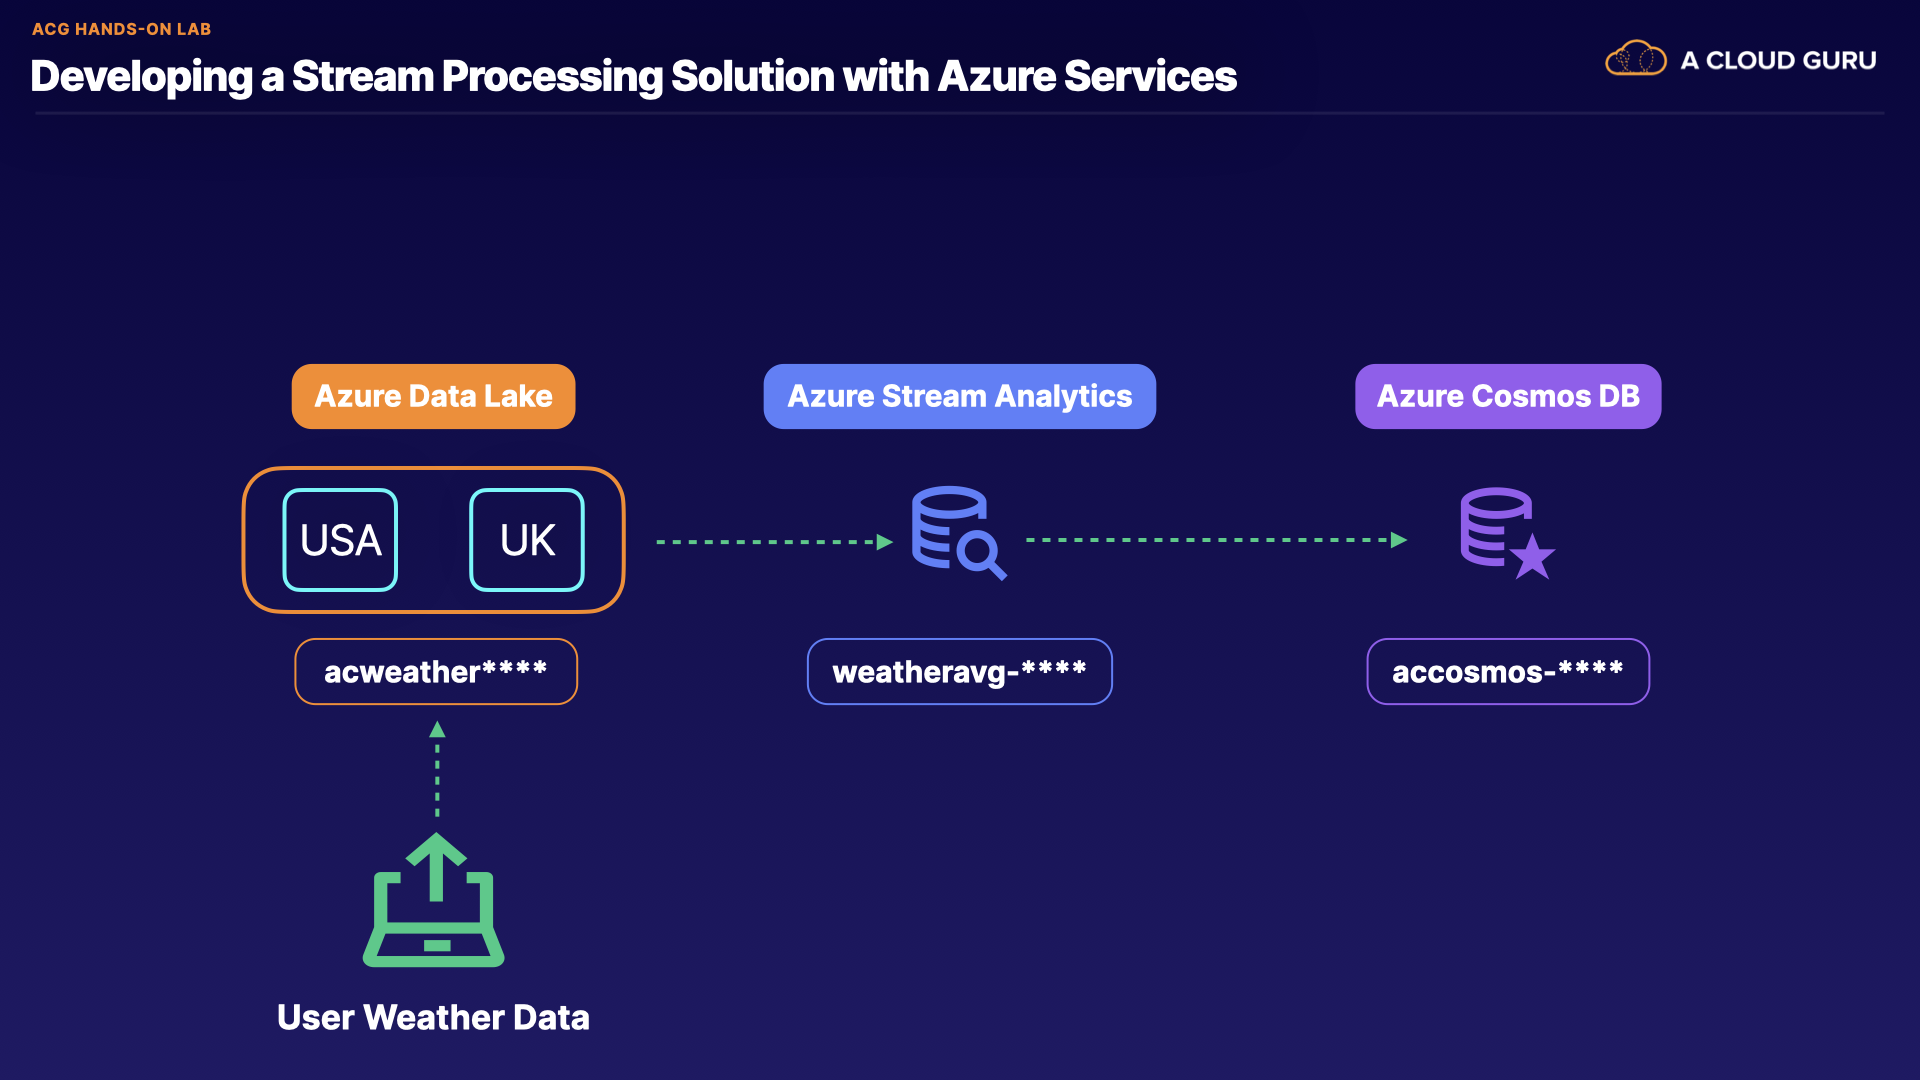 ACG HANDS-ON LAB
Developing a Stream Processing Solution with Azure Services
A CLOUD GURU
Azure Data Lake
Azure Stream Analytics
Azure Cosmos DB
USA
UK
acweather****
weatheravg-****
accosmos-****
User Weather Data